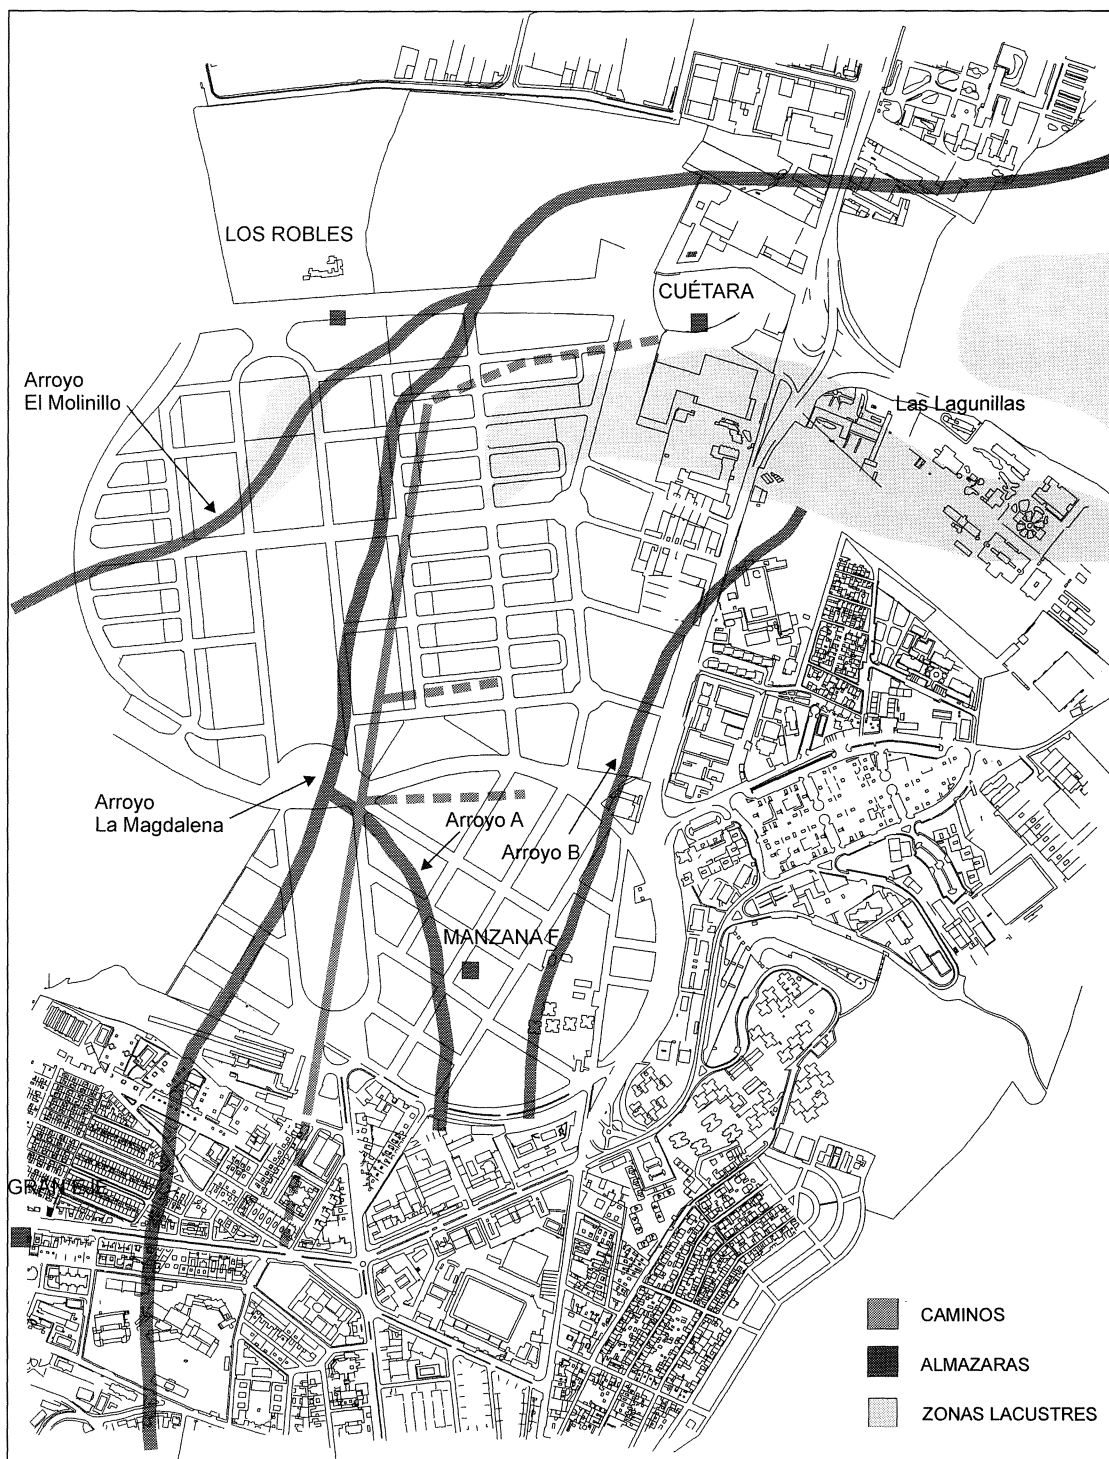 LOS ROBLES
CUÉTARA
Arroyo
El Molinillo
Las Lagunillas
Arroyo
La Magdalena
Arroyo A
Arroyo B
MANZANA F
GRAN EJE
CAMINOS
ALMAZARAS
ZONAS LACUSTRES